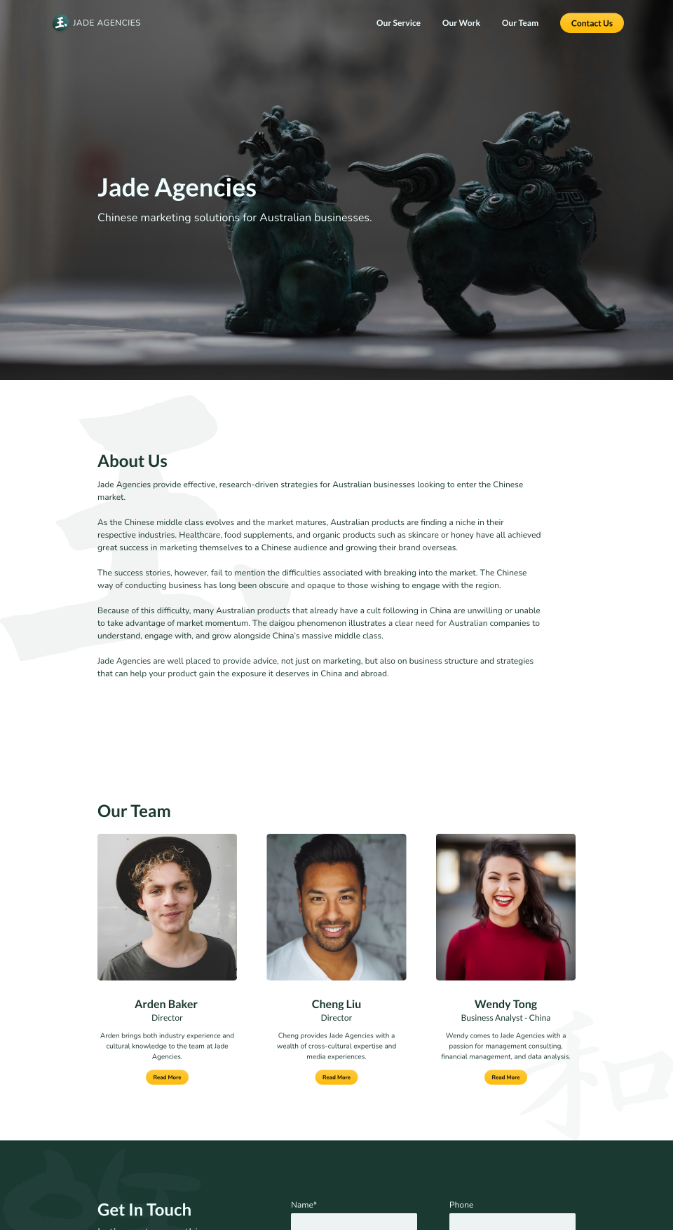 JADE AGENCIES
Our Service
Our Work
Our Team
Contact Us
Jade Agencies
Chinese marketing solutions for Australian businesses.
About Us
Jade Agencies provide effective, research-driven strategies for Australian businesses looking to enter the Chinese
market.
As the Chinese middle class evolves and the market matures, Australian products are finding a niche in their
respective industries. Healthcare, food supplements, and organic products such as skincare or honey have all achieved
great success in marketing themselves to a Chinese audience and growing their brand overseas.
The success stories, however, fail to mention the difficulties associated with breaking into the market. The Chinese
way of conducting business has long been obscure and opaque to those wishing to engage with the region.
Because of this difficulty, many Australian products that already have a cult following in China are unwilling or unable
to take advantage of market momentum. The daigou phenomenon illustrates a clear need for Australian companies to
understand, engage with, and grow alongside China's massive middle class.
Jade Agencies are well placed to provide advice, not just on marketing, but also on business structure and strategies
that can help your product gain the exposure it deserves in China and abroad.
Our Team
Arden Baker
Director
Arden brings both industry experience and
cultural knowledge to the team at Jade
Agencies.
Read More
Cheng Liu
Director
Cheng provides Jade Agencies with a
wealth of cross-cultural expertise and
media experiences.
Read More
Wendy Tong
Business Analyst - China
Wendy comes to Jade Agencies with a
passion for management consulting,
financial management, and data analysis.
Read More
和
Get In Touch
Name*
Phone